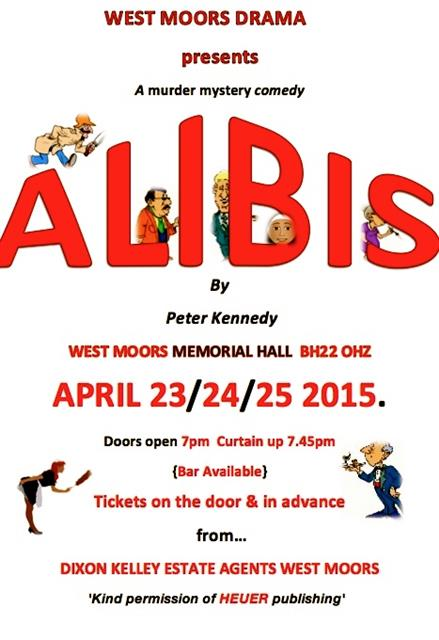 WEST MOORS DRAMA
presents
A murder mystery comedy
ALIBIS
By
Peter Kennedy
WEST MOORS MEMORIAL HALL BH22 OHZ
APRIL 23/24/25 2015.
Doors open 7pm Curtain up 7.45pm
{Bar Available}
Tickets on the door & in advance
from...
DIXON KELLEY ESTATE AGENTS WEST MOORS
'Kind permission of HEUER publishing'